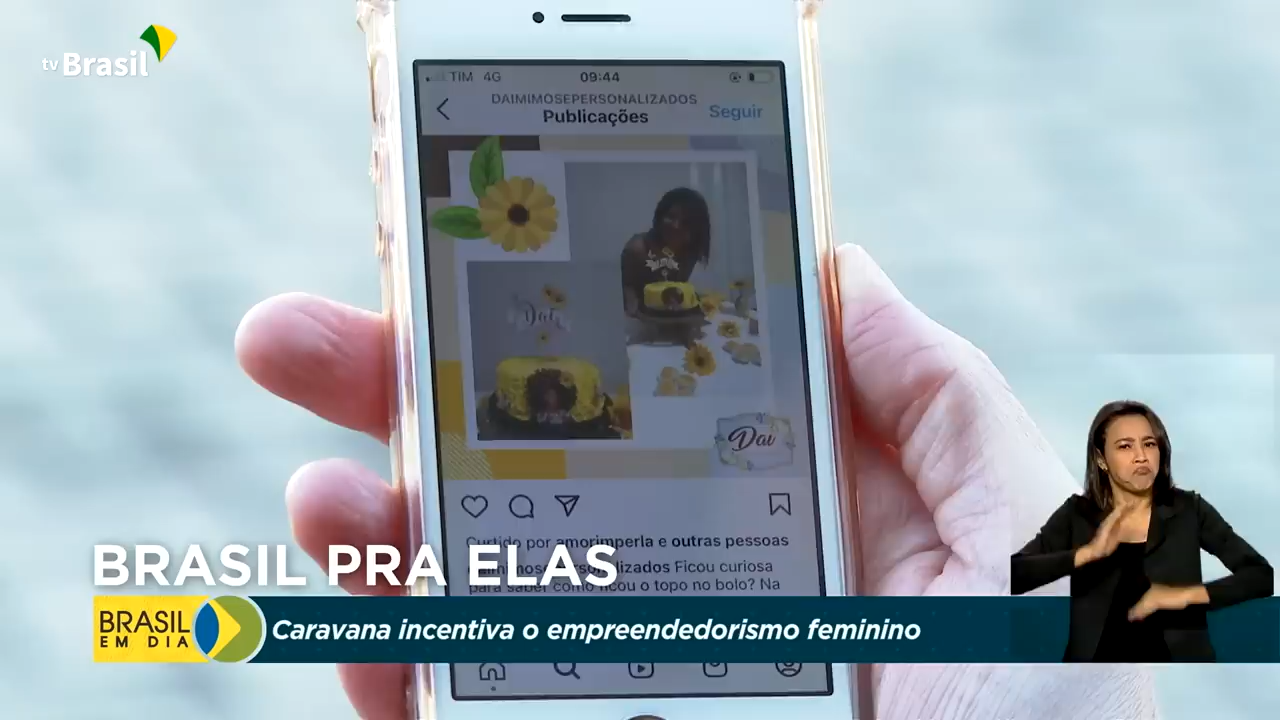 tv Brasil
TIM 4G 09:44
DAIMIMOSEPERSONALIZADOS
Publicações
Seguir
Dai
Dai
Curtido por amorimperla e outras pessoas
daimimosepersonalizados Ficou curiosa
para saber como ficou o topo no bolo? Na
BRASIL PRA ELAS
BRASIL
EM DIA
Caravana incentiva o empreendedorismo feminino